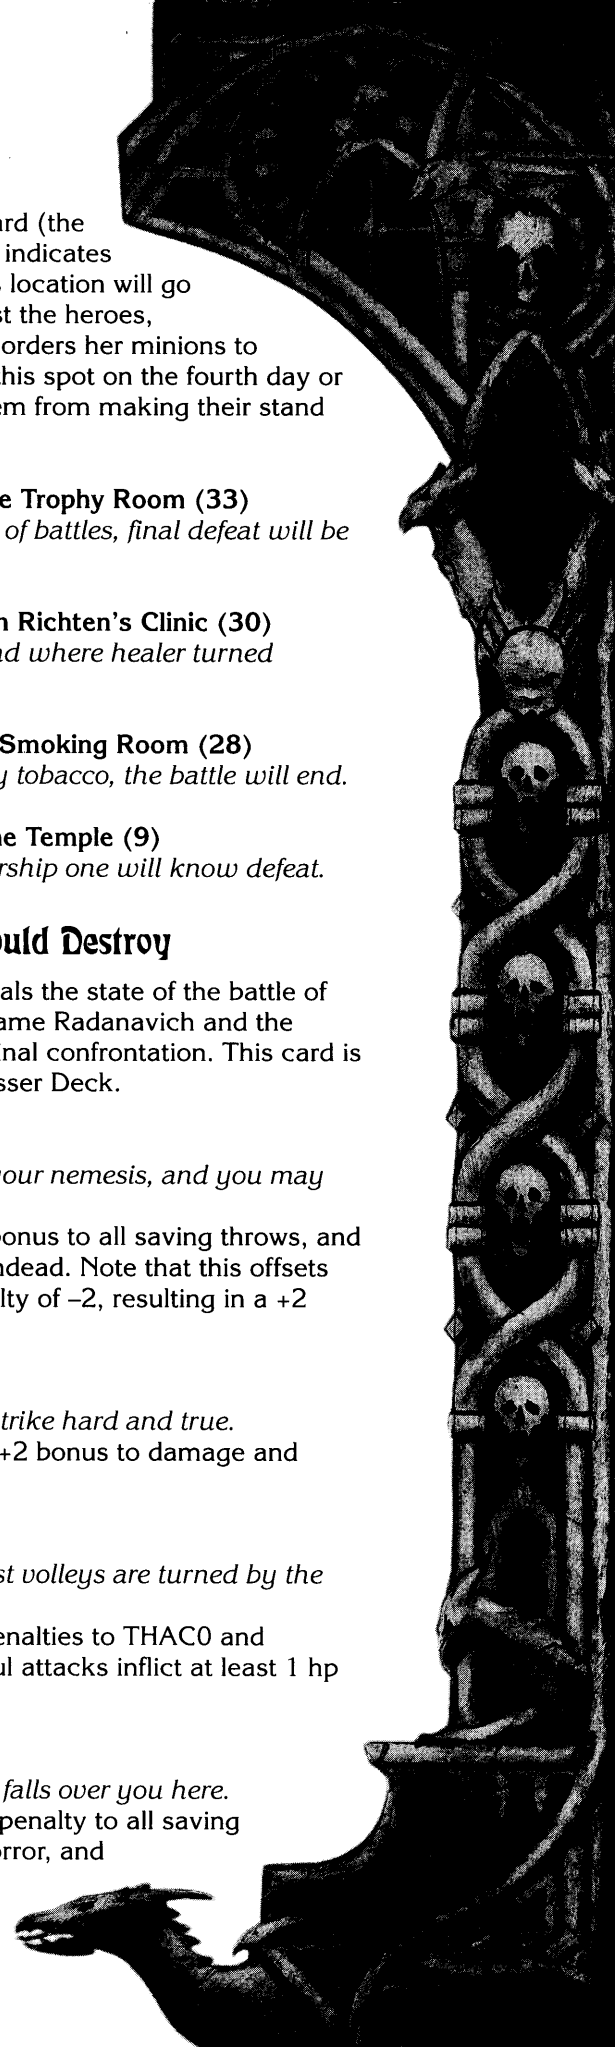 ard (the
indicates
location will go
st the heroes,
orders her minions to
this spot on the fourth day or
em from making their stand
e Trophy Room (33)
of battles, final defeat will be
n Richten's Clinic (30)
nd where healer turned
Smoking Room (28)
y tobacco, the battle will end.
he Temple (9)
rship one will know defeat.
ould Destroy
als the state of the battle of
ame Radanavich and the
inal confrontation. This card is
sser Deck.
our nemesis, and you may
bonus to all saving throws, and
ndead. Note that this offsets
lty of –2, resulting in a +2
trike hard and true.
+2 bonus to damage and
st volleys are turned by the
enalties to THAC0 and
ul attacks inflict at least 1 hp
falls over you here.
penalty to all saving
orror, and